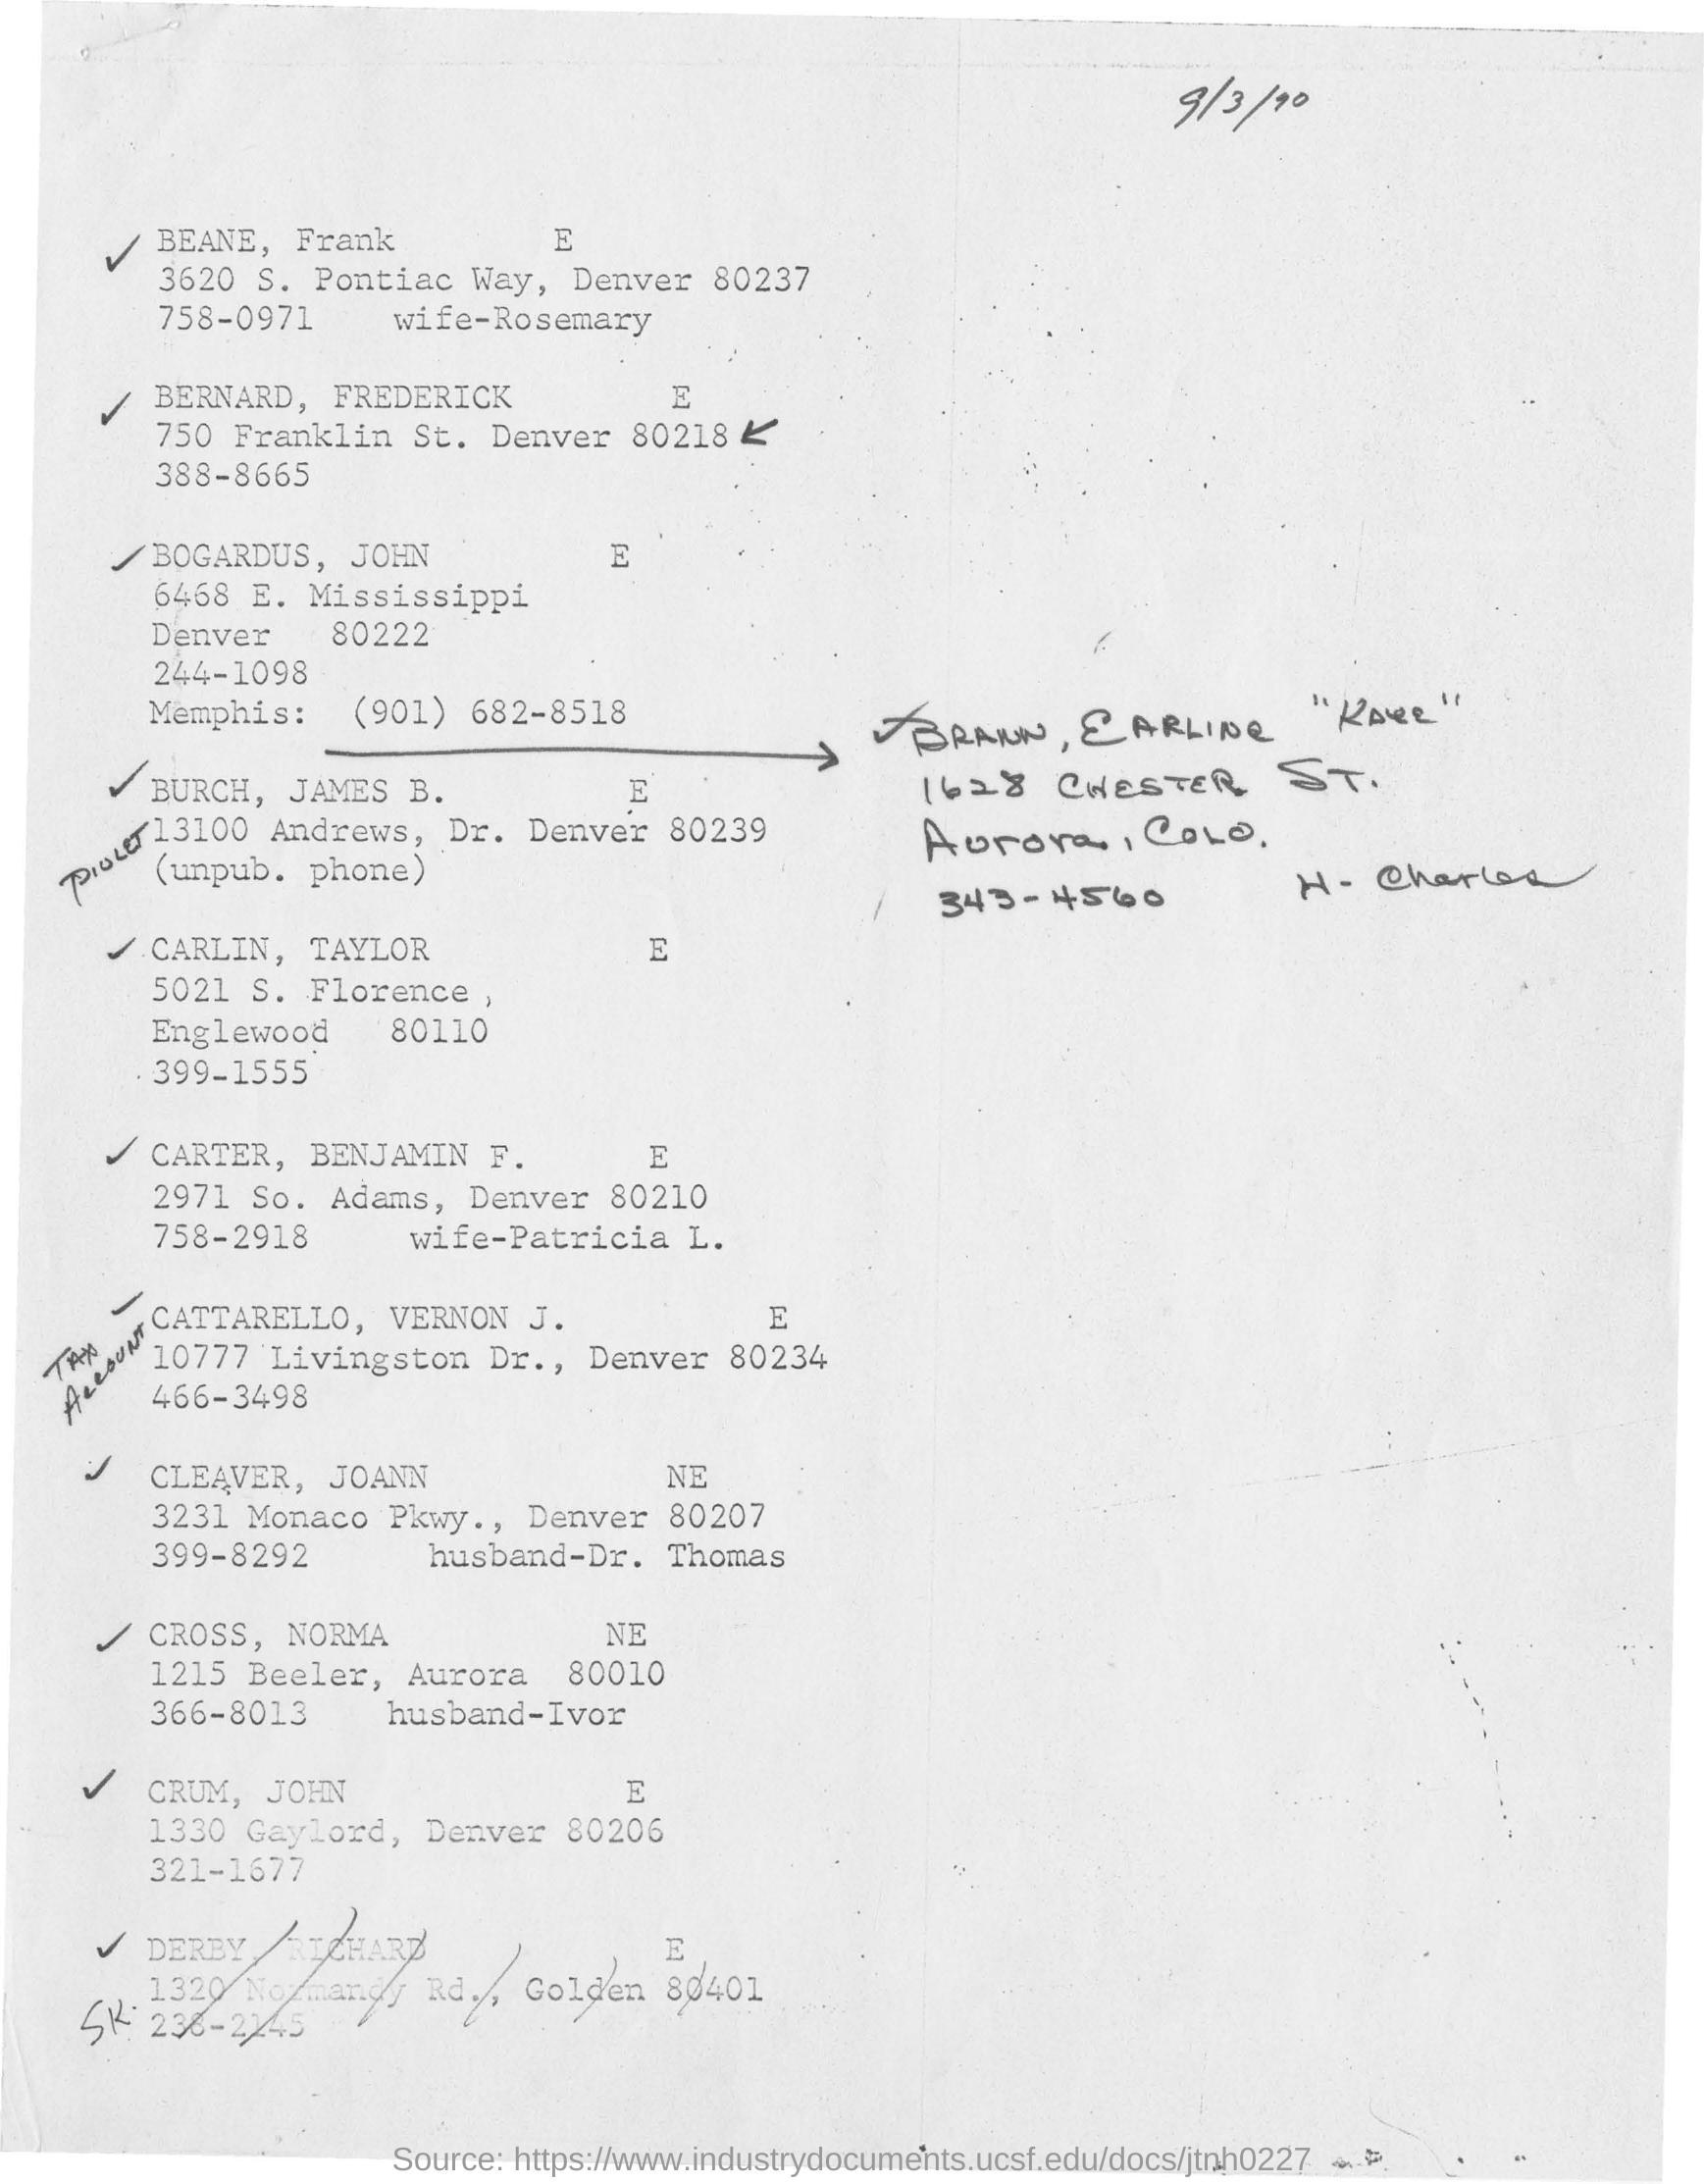 9/3/90
BEANE, Frank E
3620 S. Pontiac Way, Denver 80237
758-0971 wife-Rosemary
BERNARD, FREDERICK E
750 Franklin St. Denver 80218
388-8665
BOGARDUS, JOHN E
6468 E. Mississippi
Denver 80222
244-1098
Memphis: (901) 682-8518
BRANN, EARLINE "KAYE"
1628 CHESTER ST.
Aurora, COLO.
343-4560 H- Charles
BURCH, JAMES B. E
13100 Andrews, Dr. Denver 80239
(unpub. phone)
CARLIN, TAYLOR E
5021 S. Florence,
Englewood 80110
399-1555
CARTER, BENJAMIN F. E
2971 So. Adams, Denver 80210
758-2918 wife-Patricia L.
TAX
ACCOUNT
CATTARELLO, VERNON J. E
10777 Livingston Dr., Denver 80234
466-3498
CLEAVER, JOANN NE
3231 Monaco Pkwy., Denver 80207
399-8292 husband-Dr. Thomas
CROSS, NORMA NE
1215 Beeler, Aurora 80010
366-8013 husband-Ivor
CRUM, JOHN E
1330 Gaylord, Denver 80206
321-1677
DERBY, RICHARD E
1320 Normandy Rd., Golden 80401
SK. 238-2145
Source: https://www.industrydocuments.ucsf.edu/docs/jtnh0227